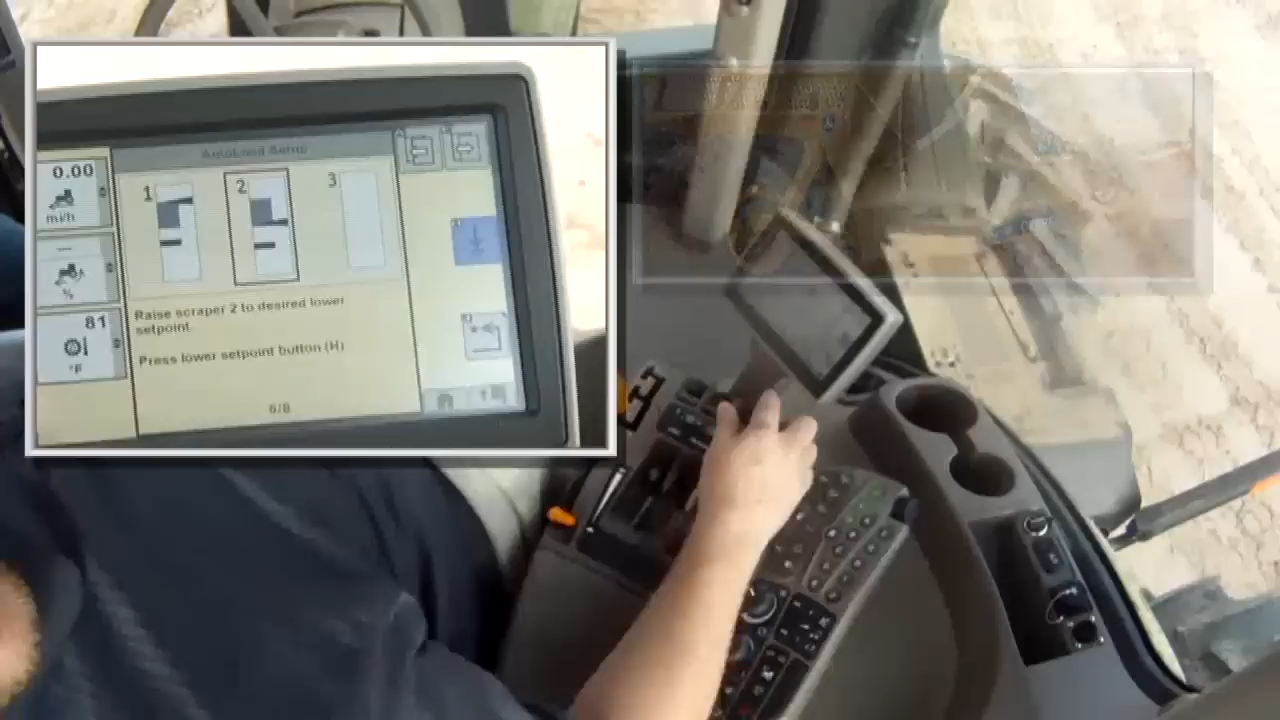 AutoLoad Setup
0.00
mi/h
1
2
3
---
%
81
°F
Raise scraper 2 to desired lower
setpoint.
Press lower setpoint button (H)
6/8